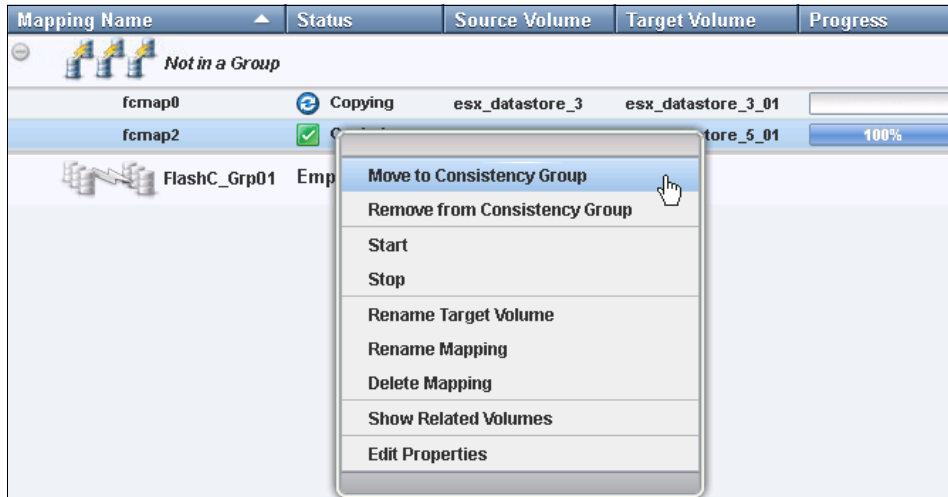 Mapping Name Status Source Volume Target Volume Progress
Not in a Group
fcmap0 Copying esx_datastore_3 esx_datastore_3_01
fcmap2 tore_5_01 100%
FlashC_Grp01 Emp
Move to Consistency Group
Remove from Consistency Group
Start
Stop
Rename Target Volume
Rename Mapping
Delete Mapping
Show Related Volumes
Edit Properties